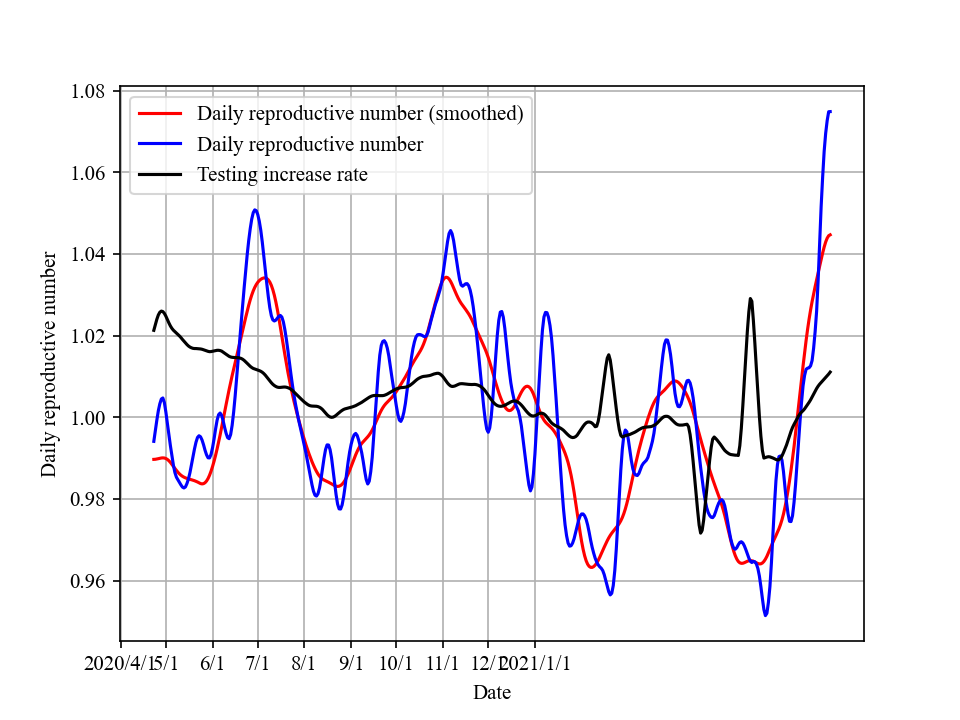 1.08
1.06
1.04
1.02
1.00
0.98
0.96
Daily reproductive number
Daily reproductive number (smoothed)
Daily reproductive number
Testing increase rate
2020/4/1 5/1 6/1 7/1 8/1 9/1 10/1 11/1 12/1 2021/1/1
Date